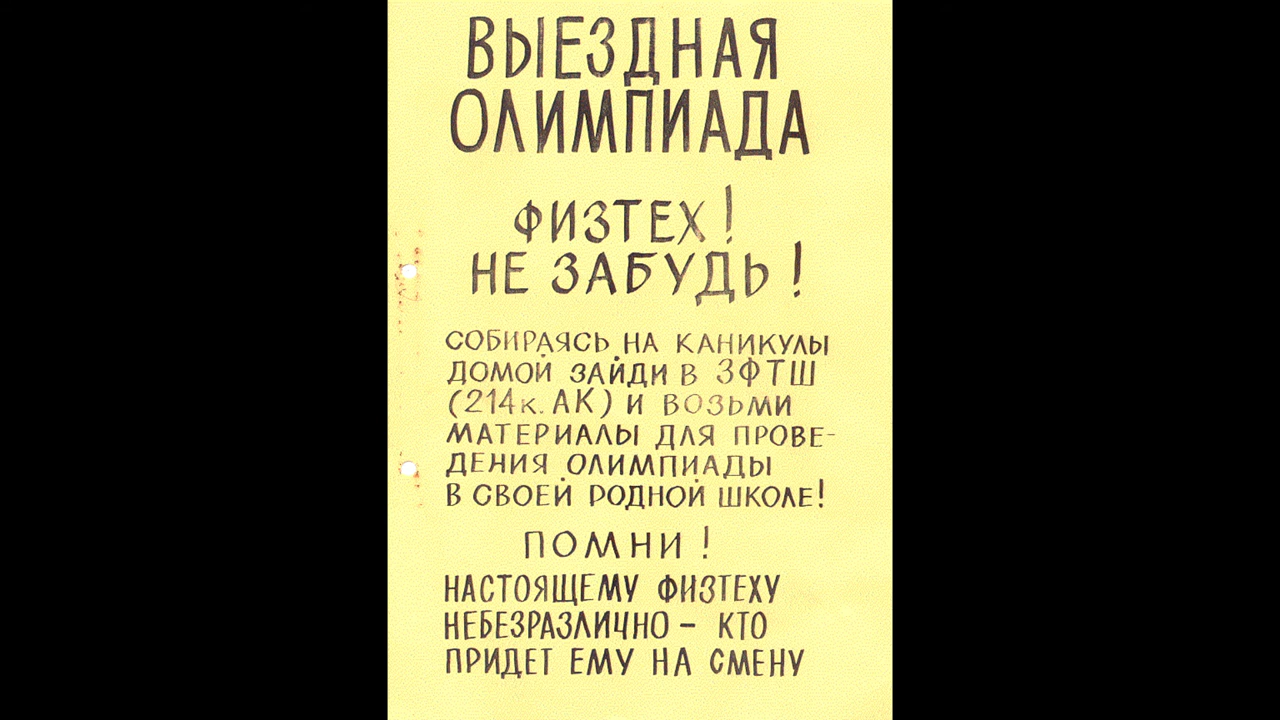 ВЫЕЗДНАЯ
ОЛИМПИАДА
ФИЗТЕХ!
НЕ ЗАБУДЬ!
СОБИРАЯСЬ НА КАНИКУЛЫ
ДОМОЙ ЗАЙДИ В ЗФТШ
(214к. АК) И ВОЗЬМИ
МАТЕРИАЛЫ ДЛЯ ПРОВЕ-
ДЕНИЯ ОЛИМПИАДЫ
В СВОЕЙ РОДНОЙ ШКОЛЕ!
ПОМНИ!
НАСТОЯЩЕМУ ФИЗТЕХУ
НЕБЕЗРАЗЛИЧНО – КТО
ПРИДЕТ ЕМУ НА СМЕНУ